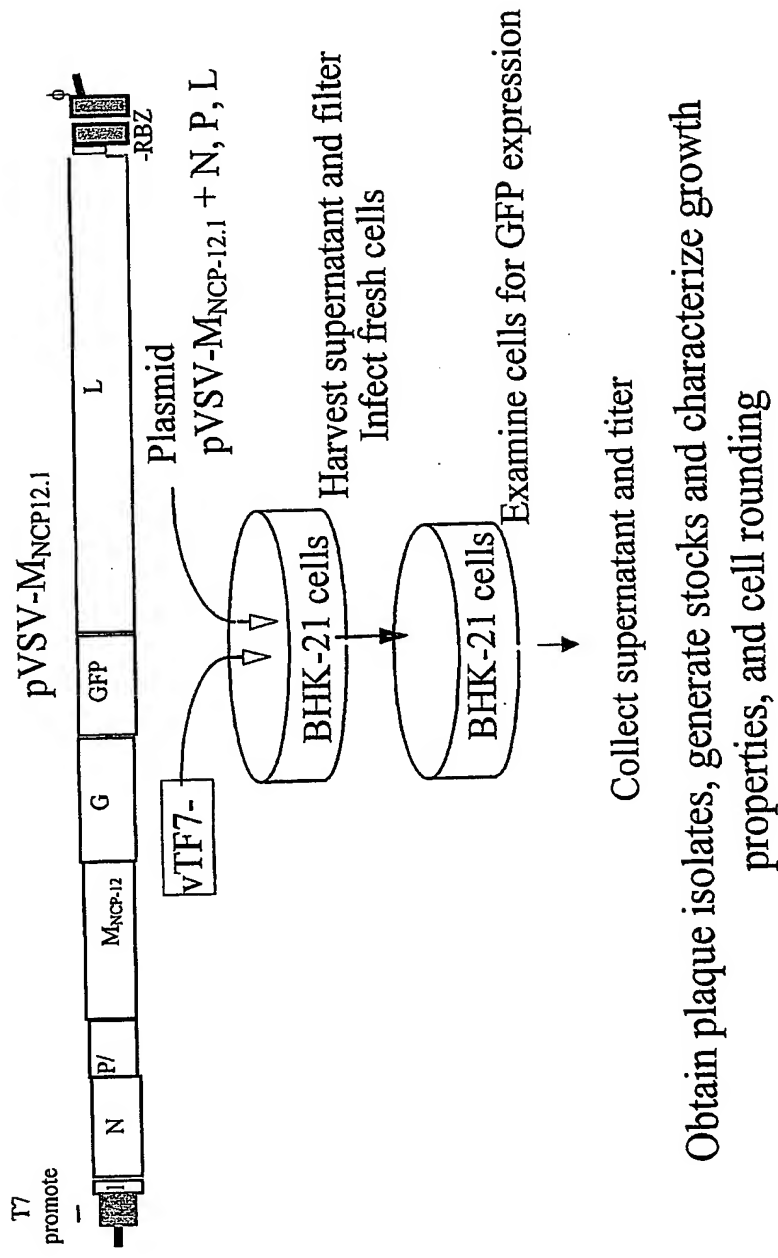 pVSV-MNCP12.1
T7
promote
l
N
P/
MNCP-12
G
GFP
L
-RBZ
φ
vTF7-
Plasmid
pVSV-MNCP-12.1 + N, P, L
BHK-21 cells
Harvest supernatant and filter
Infect fresh cells
BHK-21 cells
Examine cells for GFP expression
Collect supernatant and titer
Obtain plaque isolates, generate stocks and characterize growth
properties, and cell rounding